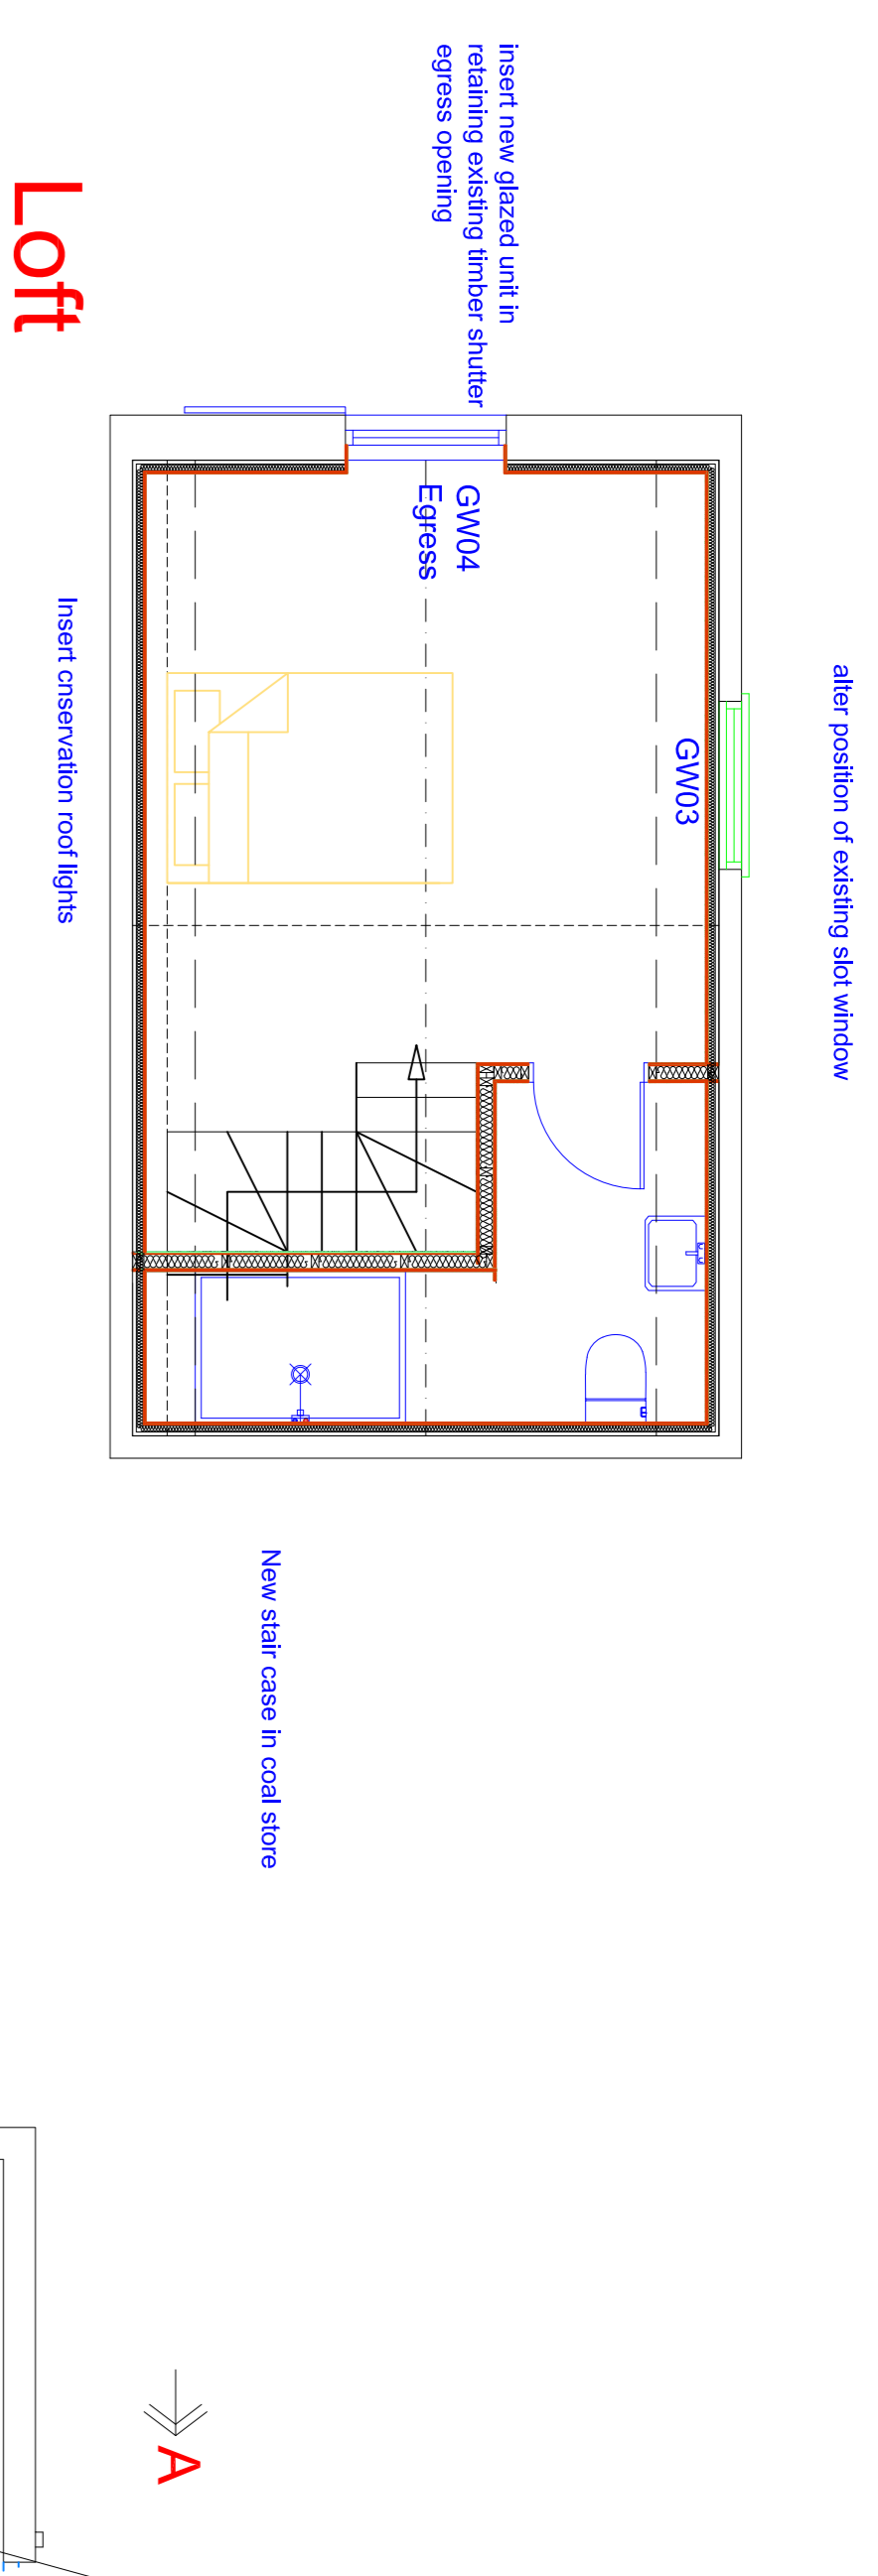 alter position of existing slot window
insert new glazed unit in
retaining existing timber shutter
egress opening
GW03
GW04
Egress
New stair case in coal store
Insert cnservation roof lights
Loft
A